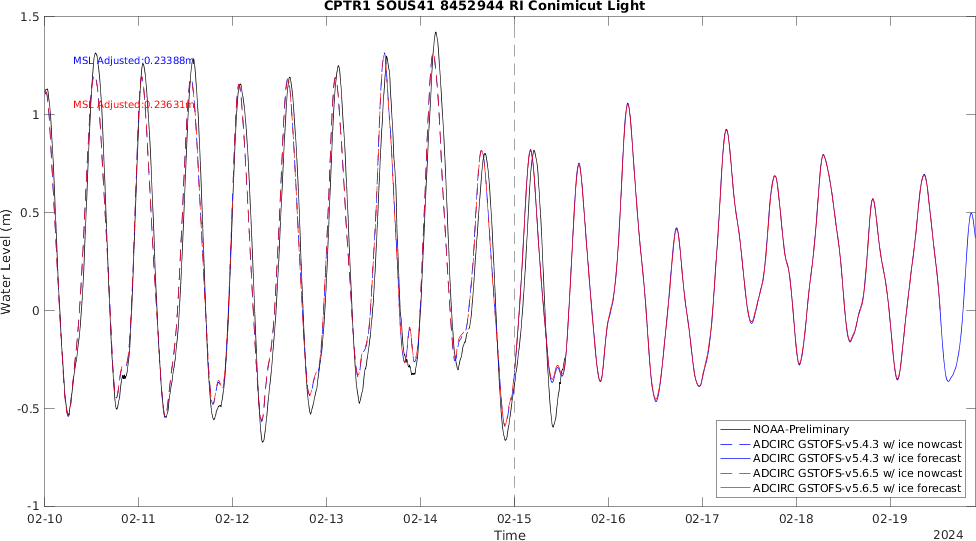 CPTR1 SOUS41 8452944 RI Conimicut Light
1.5
1
0.5
0
-0.5
-1
Water Level (m)
MSL Adjusted:0.23388m
MSL Adjusted:0.23631m
NOAA-Preliminary
ADCIRC GSTOFS-v5.4.3 w/ ice nowcast
ADCIRC GSTOFS-v5.4.3 w/ ice forecast
ADCIRC GSTOFS-v5.6.5 w/ ice nowcast
ADCIRC GSTOFS-v5.6.5 w/ ice forecast
02-10 02-11 02-12 02-13 02-14 02-15 02-16 02-17 02-18 02-19
Time
2024